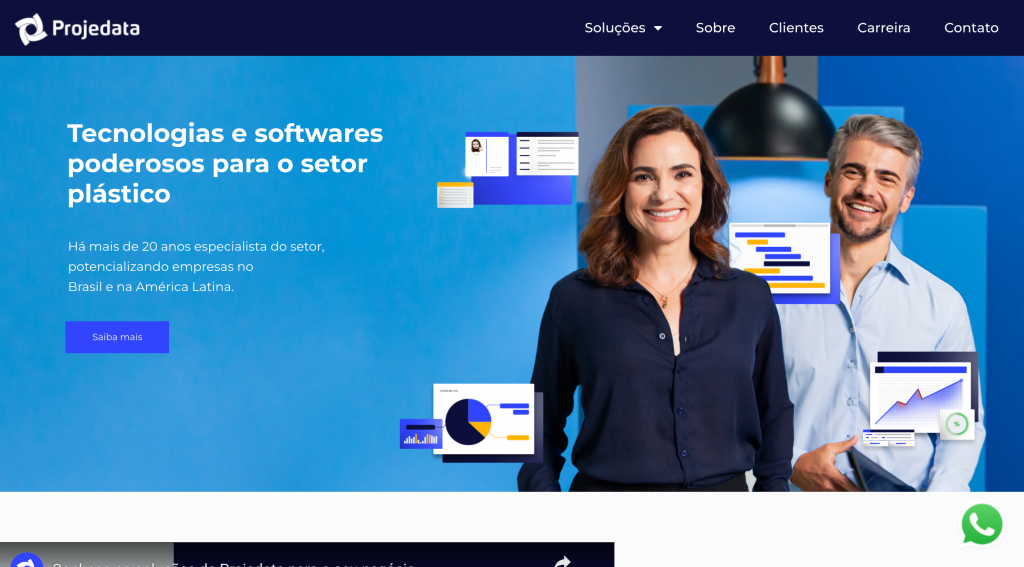 Projedata
Soluções Sobre Clientes Carreira Contato
Tecnologias e softwares
poderosos para o setor
plástico
Há mais de 20 anos especialista do setor,
potencializando empresas no
Brasil e na América Latina.
Saiba mais
%